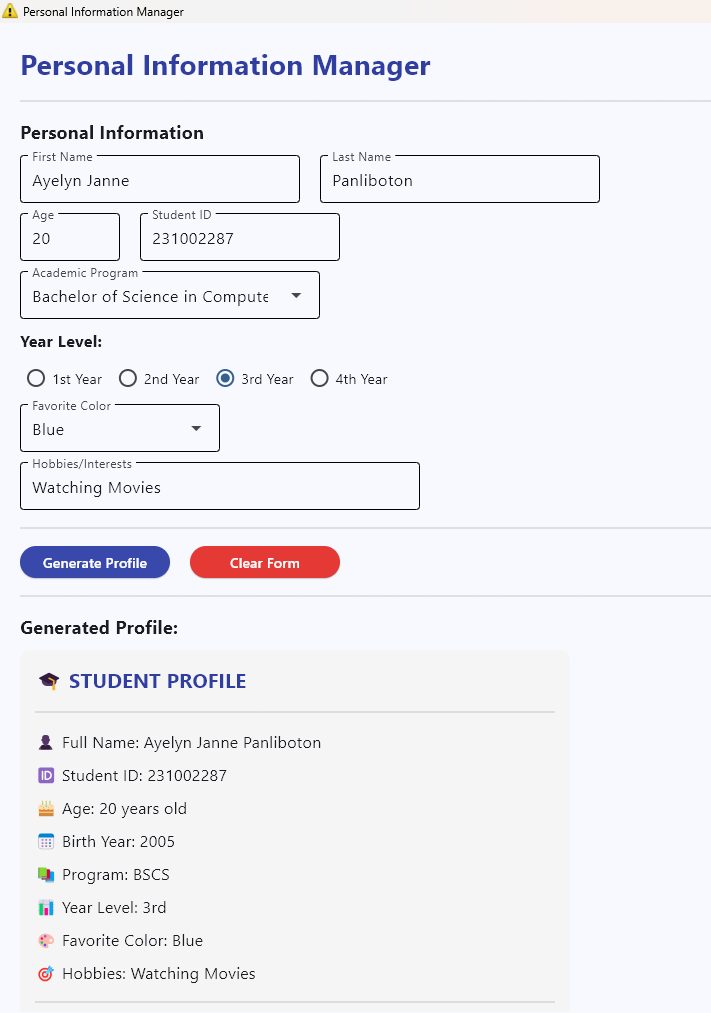 Personal Information Manager
Personal Information Manager
Personal Information
First Name
Last Name
Ayelyn Janne
Panliboton
Age
Student ID
20
231002287
Academic Program
Bachelor of Science in Compute
Year Level:
1st Year
2nd Year
3rd Year
4th Year
Favorite Color
Blue
Hobbies/Interests
Watching Movies
Generate Profile
Clear Form
Generated Profile:
STUDENT PROFILE
Full Name: Ayelyn Janne Panliboton
ID Student ID: 231002287
Age: 20 years old
Birth Year: 2005
Program: BSCS
Year Level: 3rd
Favorite Color: Blue
Hobbies: Watching Movies